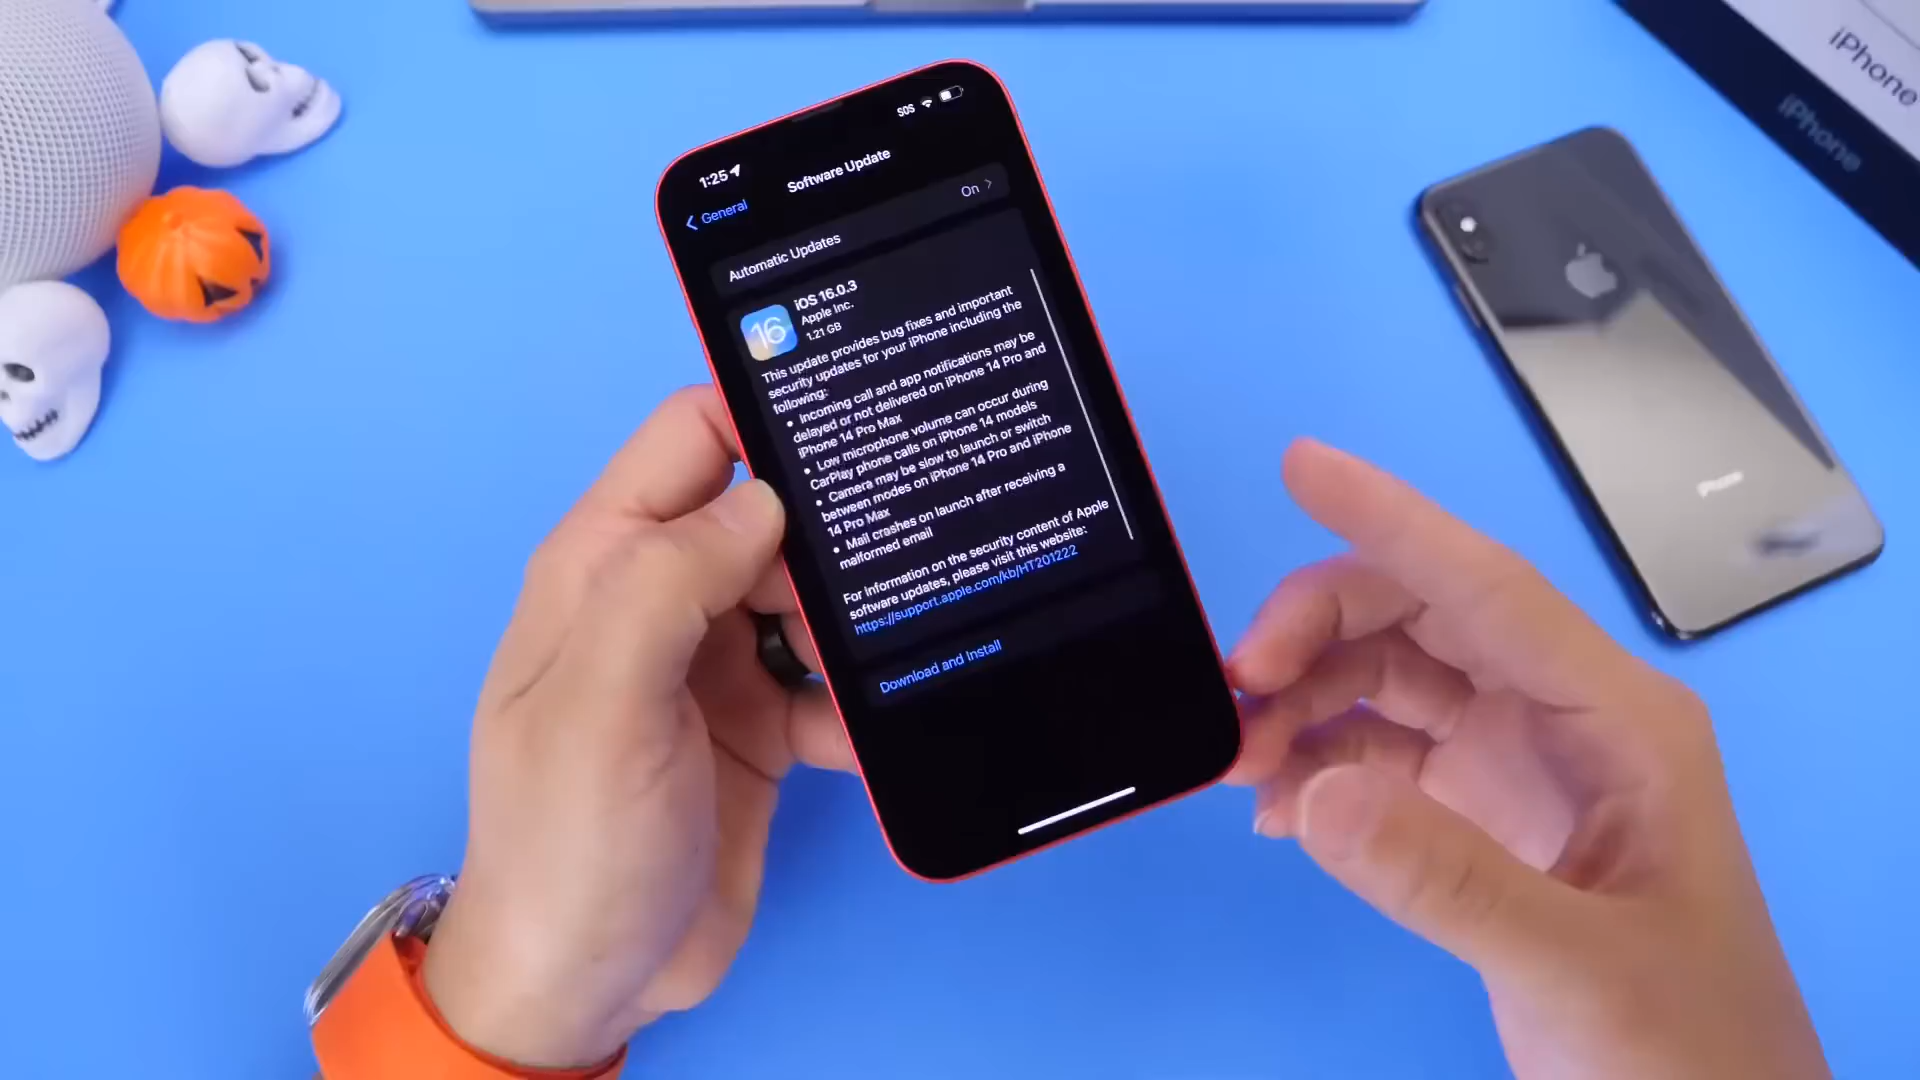 1:25
SOS
General
Software Update
Automatic Updates
On
16
iOS 16.0.3
Apple Inc.
1.21 GB
This update provides bug fixes and important
security updates for your iPhone including the
following:
• Incoming call and app notifications may be
delayed or not delivered on iPhone 14 Pro and
iPhone 14 Pro Max
• Low microphone volume can occur during
CarPlay phone calls on iPhone 14 models
• Camera may be slow to launch or switch
between modes on iPhone 14 Pro and iPhone
14 Pro Max
• Mail crashes on launch after receiving a
malformed email
For information on the security content of Apple
software updates, please visit this website:
https://support.apple.com/kb/HT201222
Download and Install
iPhone
iPhone
iPhone